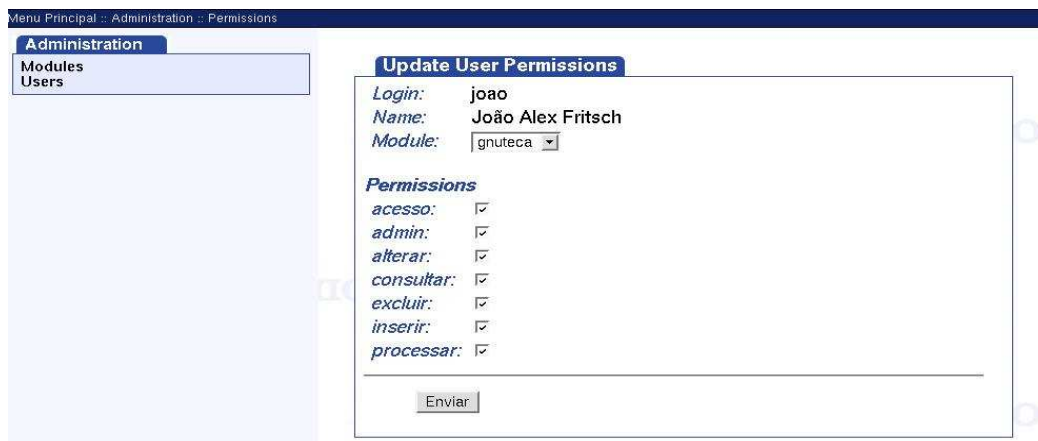 Menu Principal :: Administration :: Permissions
Administration
Modules
Users
Update User Permissions
Login: joao
Name: João Alex Fritsch
Module: gnuteca
Permissions
acesso:
admin:
alterar:
consultar:
excluir:
inserir:
processar:
Enviar